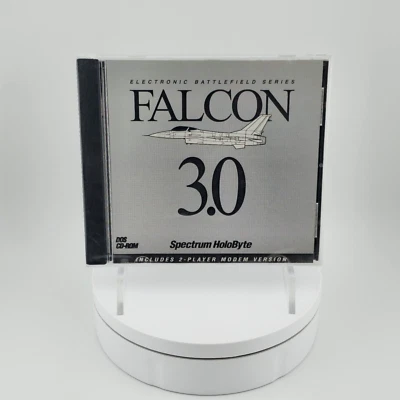 ELECTRONIC BATTLEFIELD SERIES
FALCON
3.0
DOS
CD-ROM
Spectrum HoloByte
INCLUDES 2-PLAYER MODEM VERSION